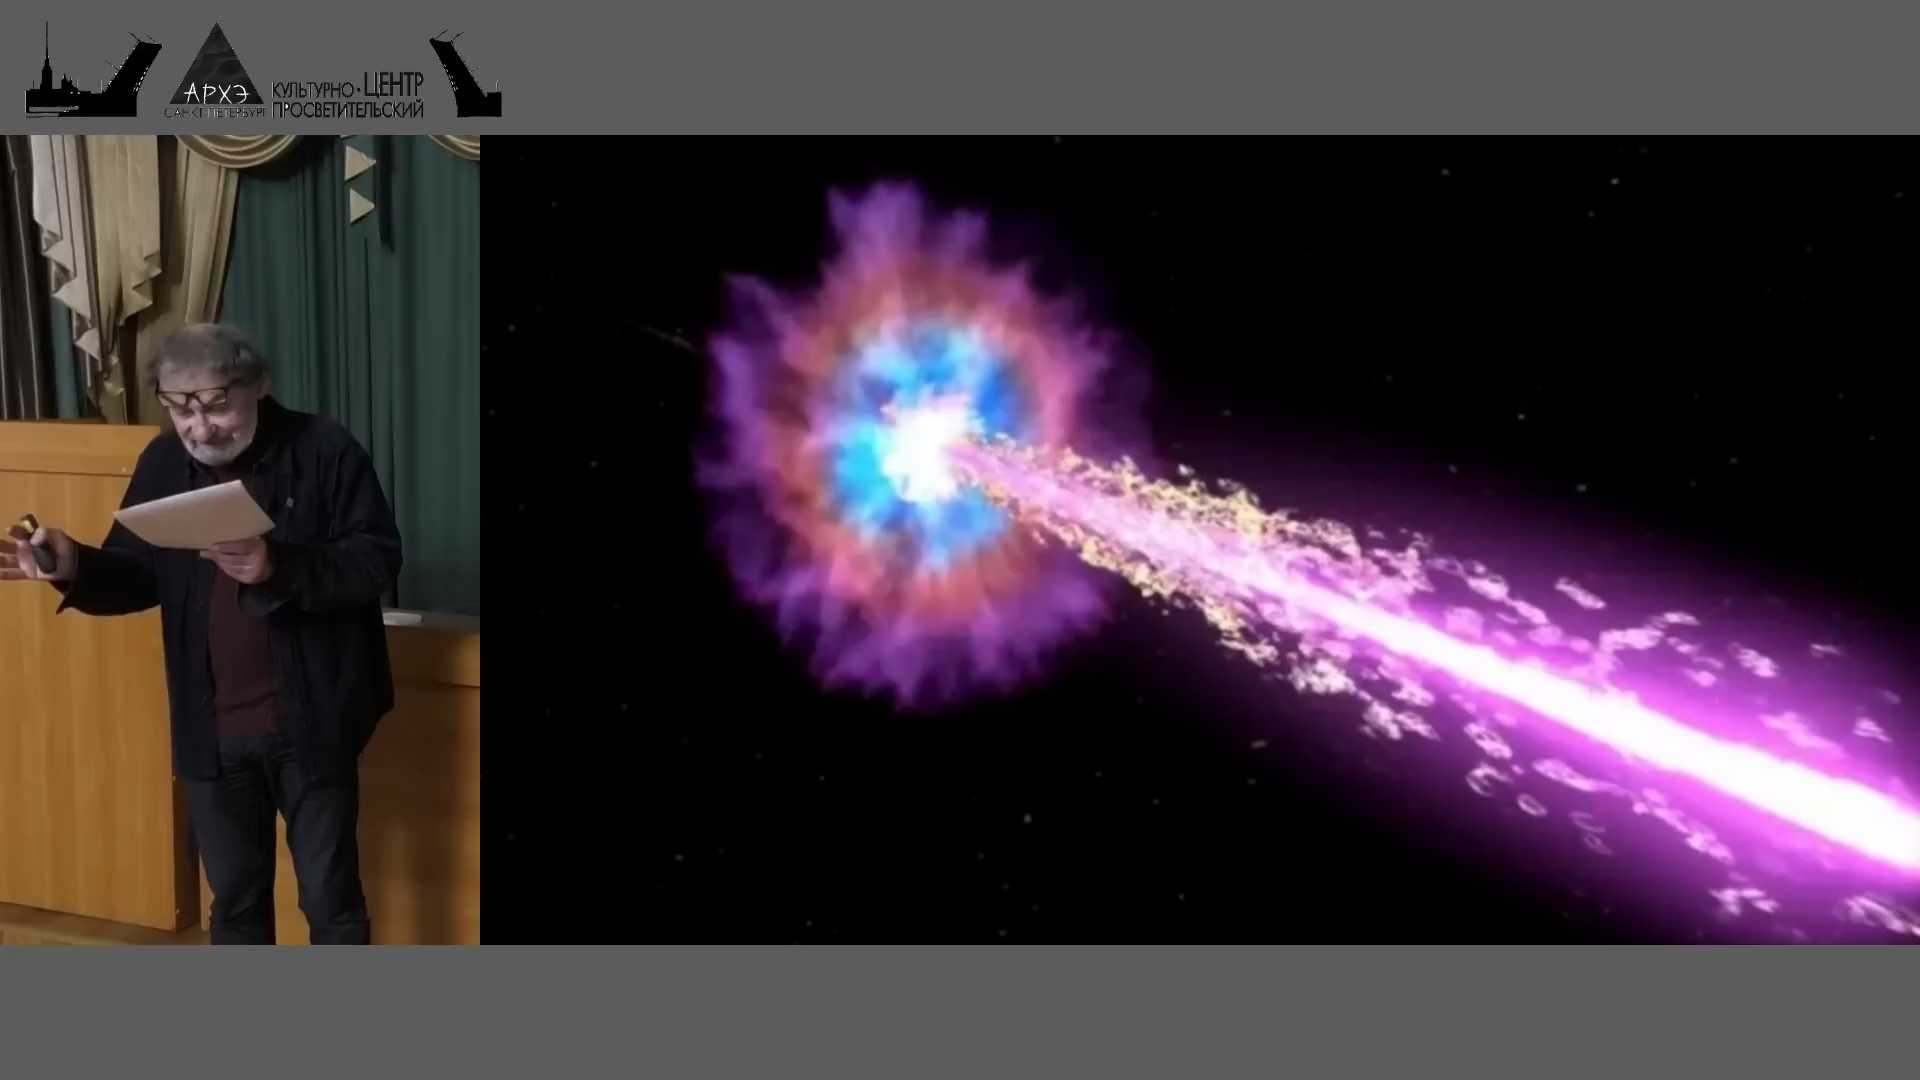 АРХЭ
САНКТ-ПЕТЕРБУРГ
КУЛЬТУРНО-ЦЕНТР
ПРОСВЕТИТЕЛЬСКИЙ